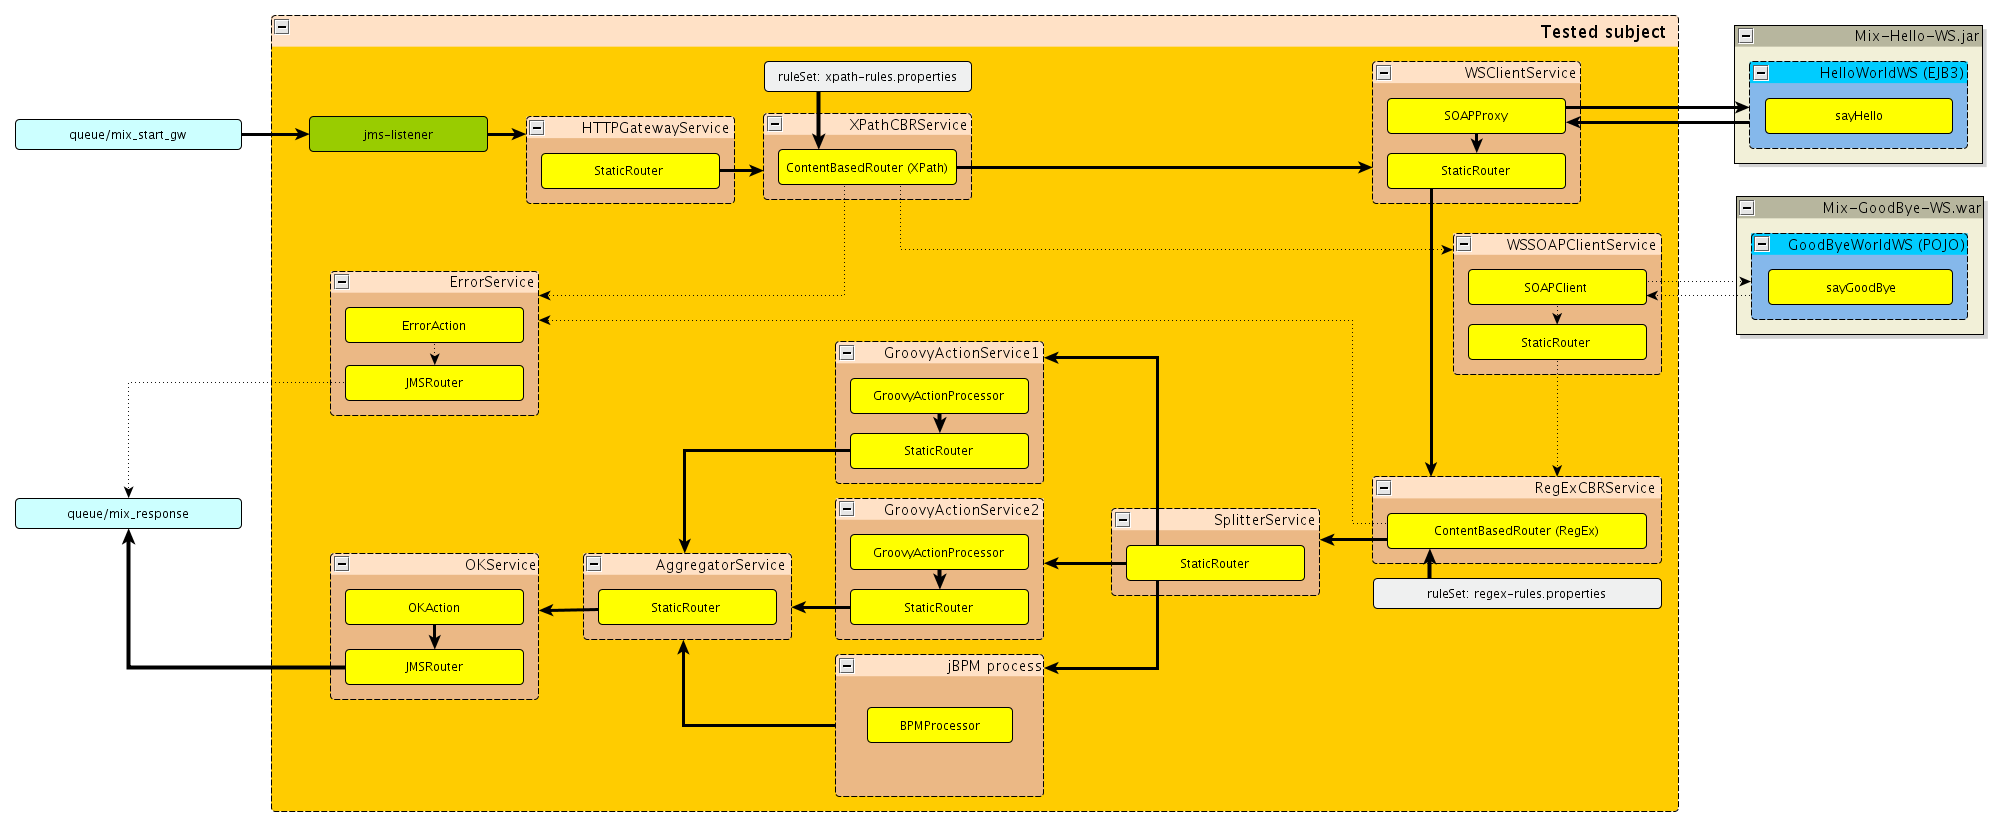 Tested subject
Mix-Hello-WS.jar
HelloWorldWS (EJB3)
sayHello
ruleSet: xpath-rules.properties
WSClientService
SOAPProxy
StaticRouter
queue/mix_start_gw
jms-listener
HTTPGatewayService
StaticRouter
XPathCBRService
ContentBasedRouter (XPath)
Mix-GoodBye-WS.war
GoodByeWorldWS (POJO)
sayGoodBye
WSSOAPClientService
SOAPClient
StaticRouter
ErrorService
ErrorAction
JMSRouter
GroovyActionService1
GroovyActionProcessor
StaticRouter
queue/mix_response
GroovyActionService2
GroovyActionProcessor
StaticRouter
SplitterService
StaticRouter
RegExCBRService
ContentBasedRouter (RegEx)
ruleSet: regex-rules.properties
OKService
OKAction
JMSRouter
AggregatorService
StaticRouter
jBPM process
BPMProcessor